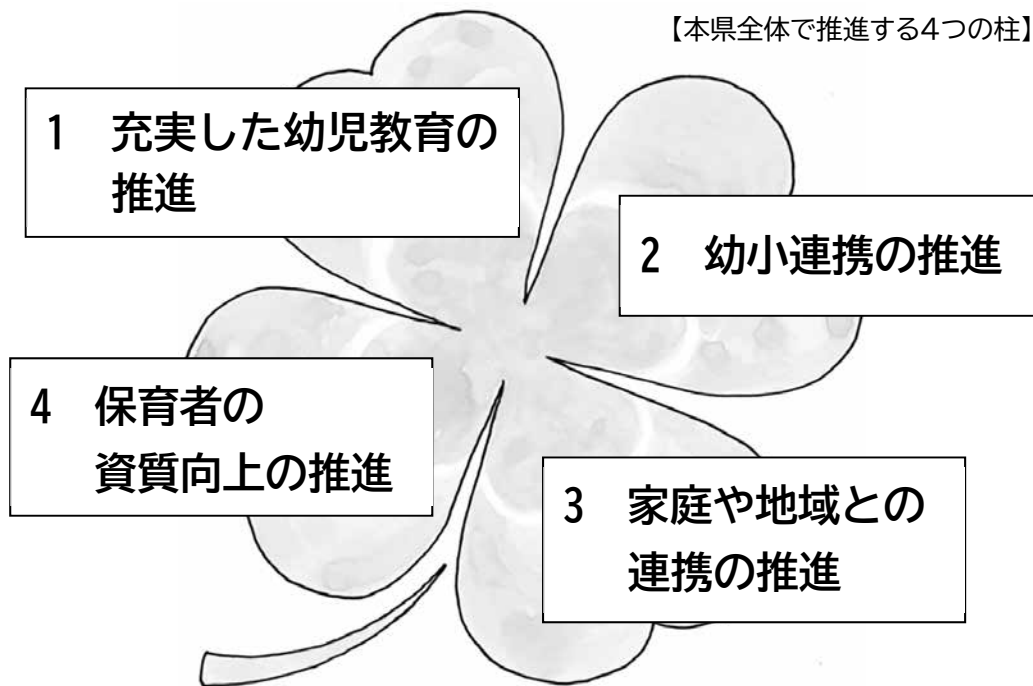 【本県全体で推進する4つの柱】
1 充実した幼児教育の
推進
2 幼小連携の推進
4 保育者の
資質向上の推進
3 家庭や地域との
連携の推進